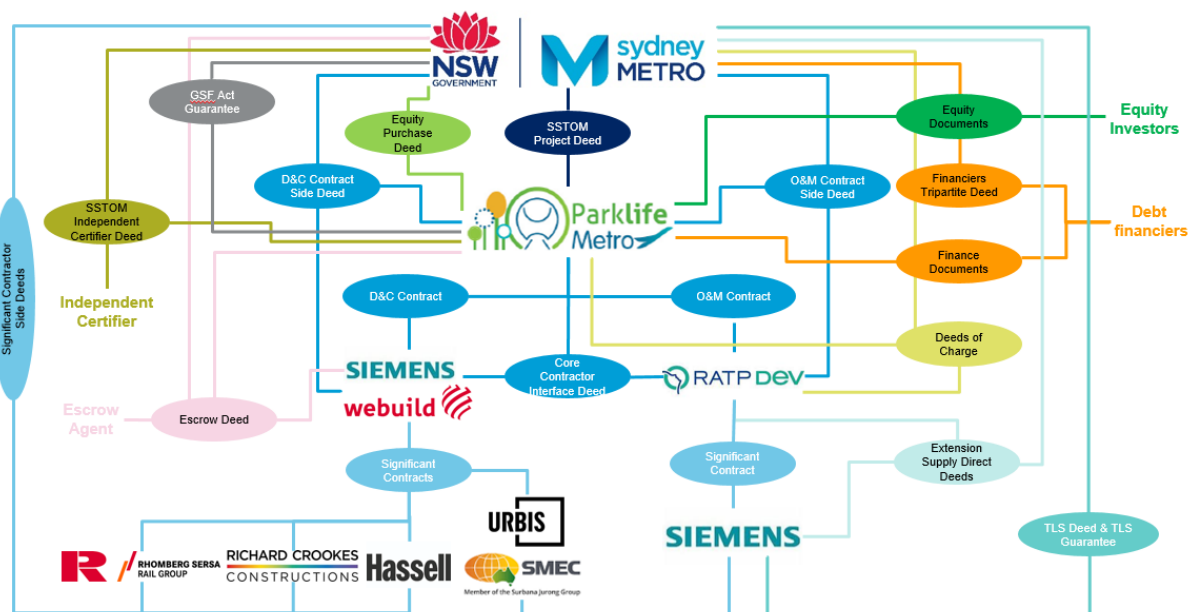 NSW
GOVERNMENT
sydney
METRO
GSF Act
Guarantee
Equity
Purchase
Deed
SSTOM
Project Deed
Equity
Documents
Equity
Investors
D&C Contract
Side Deed
O&M Contract
Side Deed
Financiers
Tripartite Deed
SSTOM
Independent
Certifier Deed
Parklife
Metro
Debt
financiers
Finance
Documents
Significant Contractor
Side Deeds
Independent
Certifier
D&C Contract
O&M Contract
Deeds of
Charge
SIEMENS
webuild
Core
Contractor
Interface Deed
RATP DEV
Escrow
Agent
Escrow Deed
Significant
Contracts
Significant
Contract
Extension
Supply Direct
Deeds
URBIS
SIEMENS
TLS Deed & TLS
Guarantee
R
RHOMBERG SERSA
RAIL GROUP
RICHARD CROOKES
CONSTRUCTIONS
Hassell
SMEC
Member of the Surbana Jurong Group